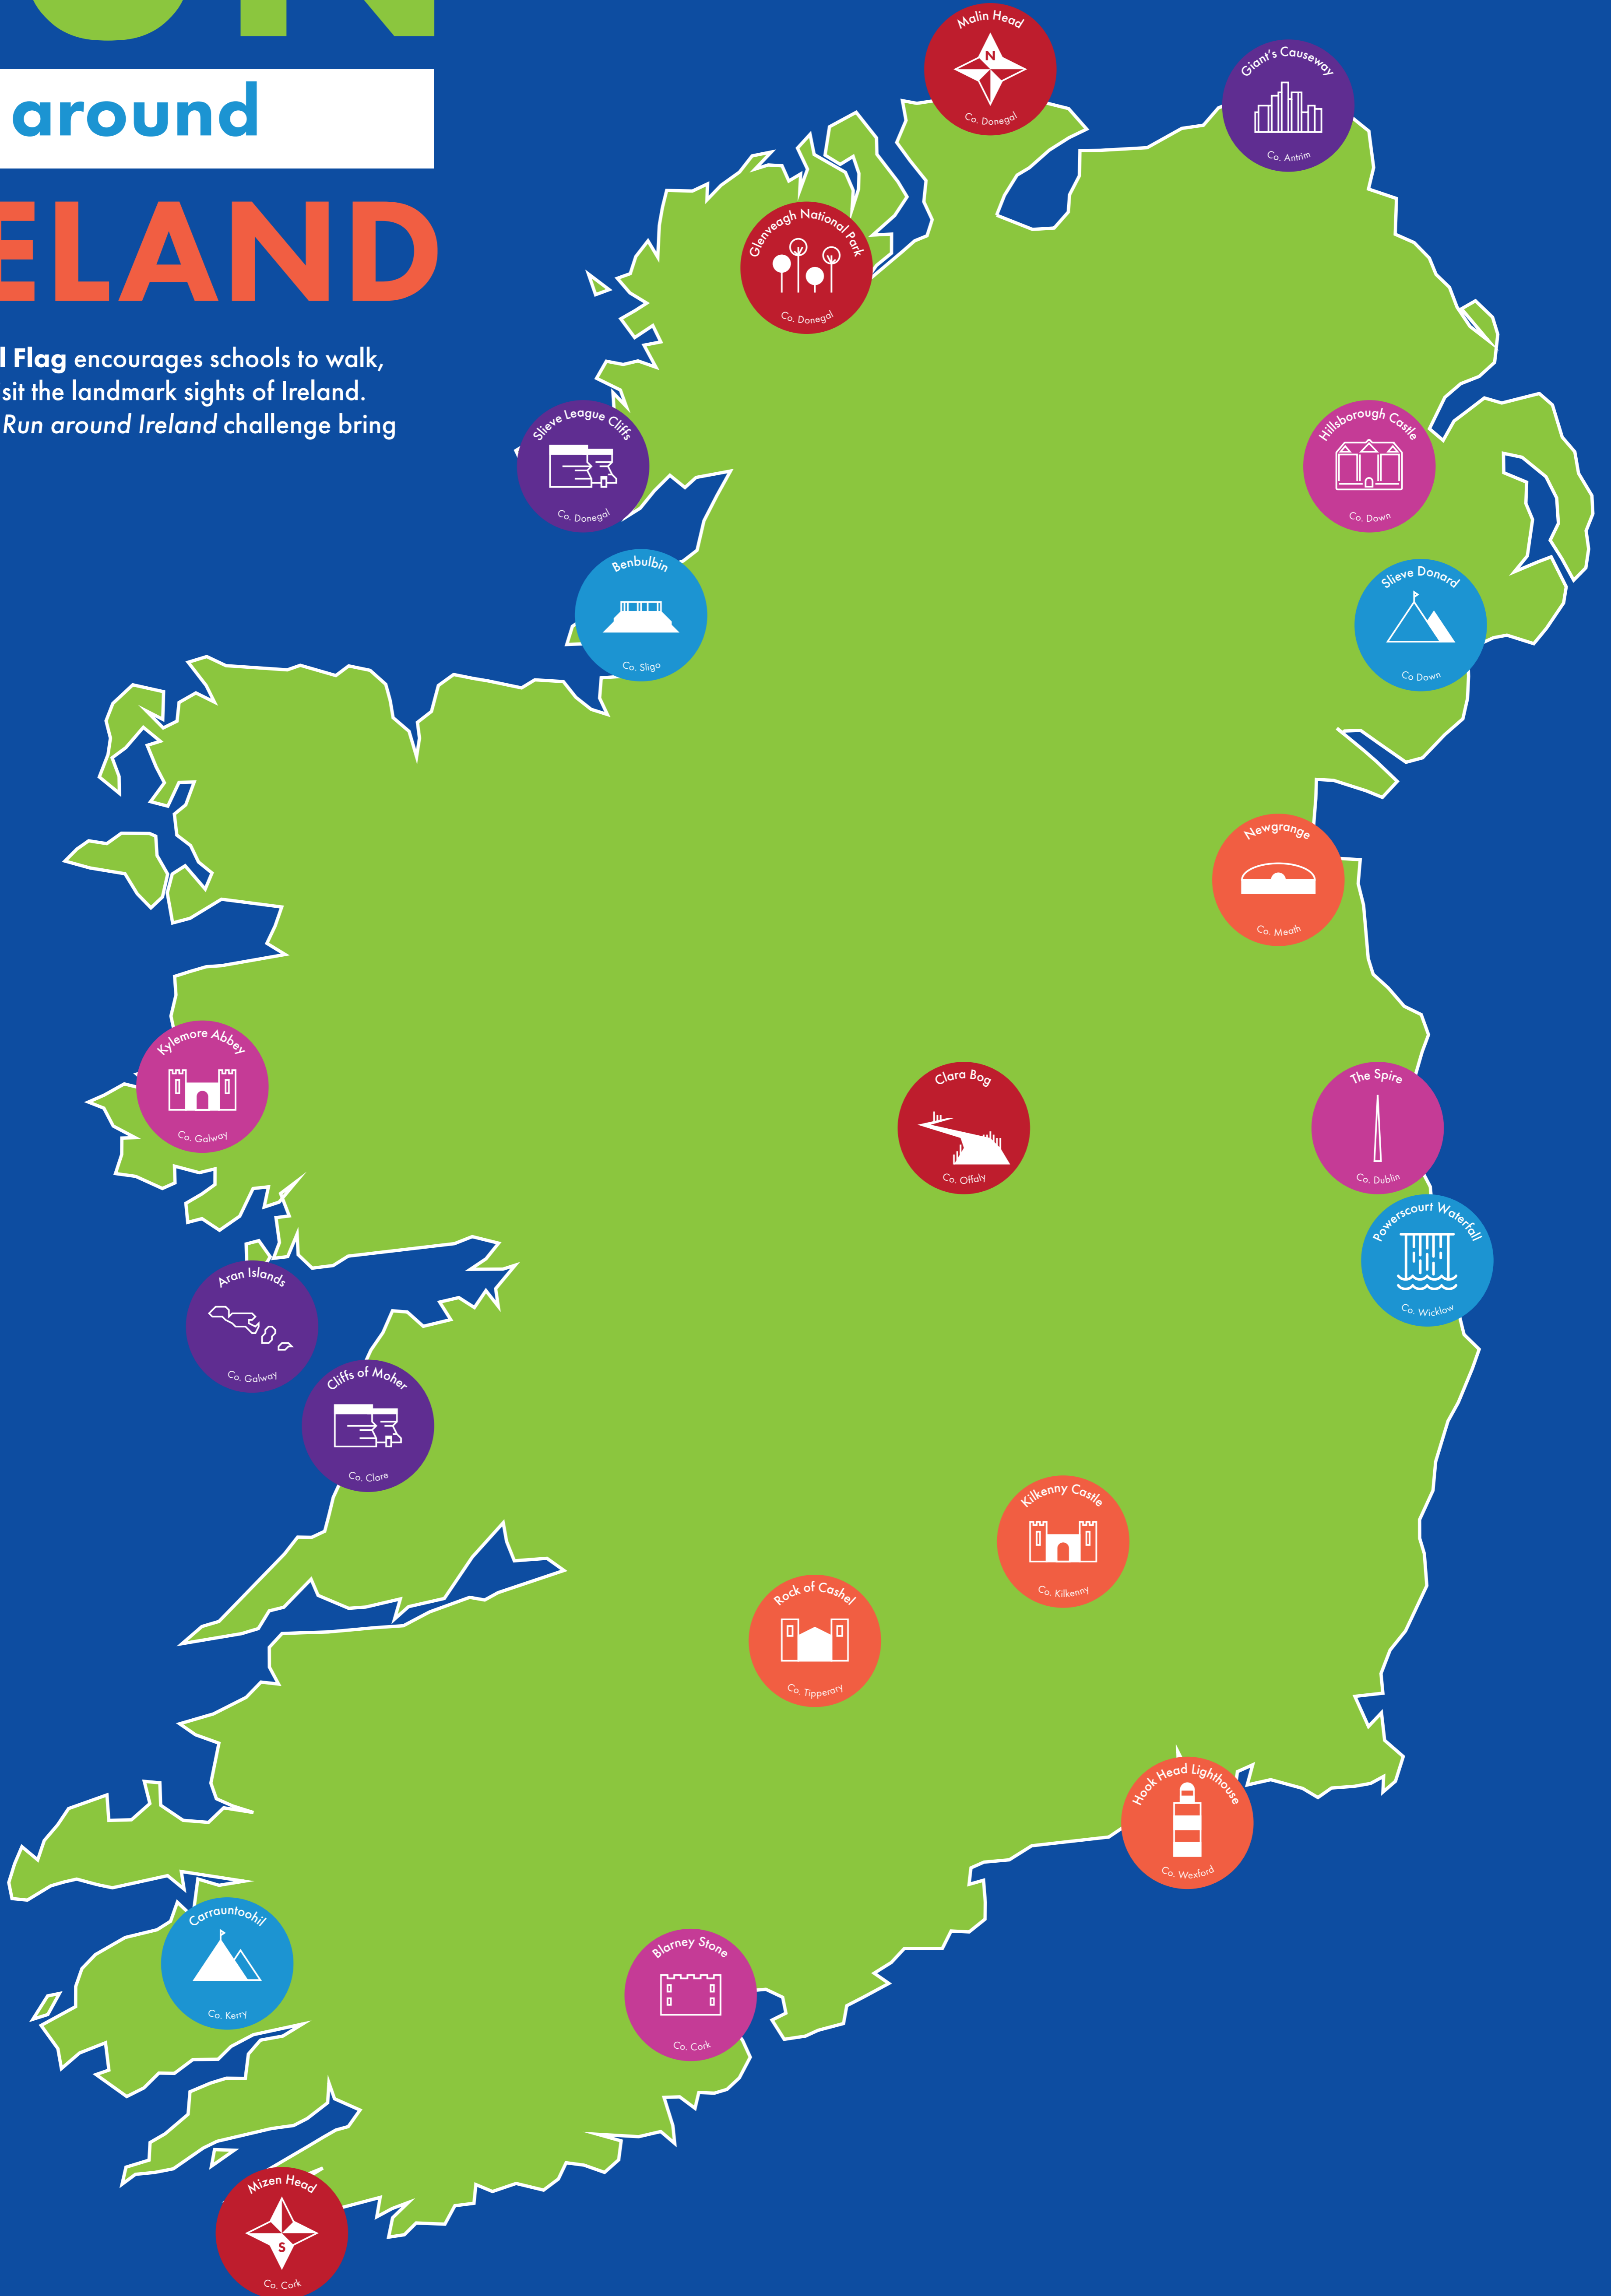 around
ELAND
l Flag encourages schools to walk,
sit the landmark sights of Ireland.
Run around Ireland challenge bring
Malin Head
N
Co. Donegal
Giant's Causeway
Co. Antrim
Glenveagh National Park
Co. Donegal
Slieve League Cliffs
Co. Donegal
Hillsborough Castle
Co. Down
Benbulbin
Co. Sligo
Slieve Donard
Co Down
Newgrange
Co. Meath
Kylemore Abbey
Co. Galway
Clara Bog
Co. Offaly
The Spire
Co. Dublin
Powerscourt Waterfall
Co. Wicklow
Aran Islands
Co. Galway
Cliffs of Moher
Co. Clare
Kilkenny Castle
Co. Kilkenny
Rock of Cashel
Co. Tipperary
Hook Head Lighthouse
Co. Wexford
Carrauntoohil
Co. Kerry
Blarney Stone
Co. Cork
Mizen Head
S
Co. Cork